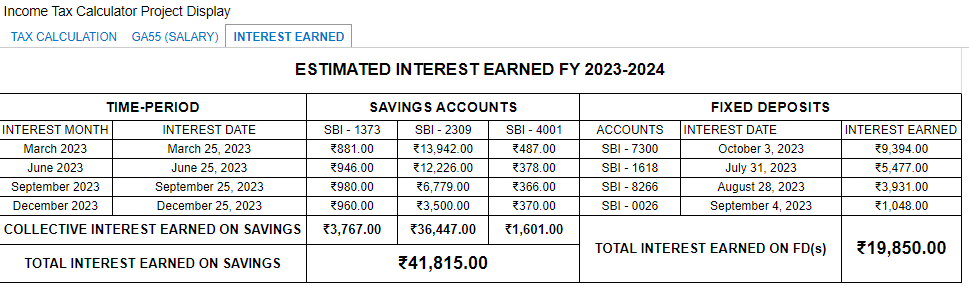 Income Tax Calculator Project Display
TAX CALCULATION GA55 (SALARY) INTEREST EARNED
ESTIMATED INTEREST EARNED FY 2023-2024
TIME-PERIOD SAVINGS ACCOUNTS FIXED DEPOSITS
INTEREST MONTH INTEREST DATE SBI - 1373 SBI - 2309 SBI - 4001 ACCOUNTS INTEREST DATE INTEREST EARNED
March 2023 March 25, 2023 ₹881.00 ₹13,942.00 ₹487.00 SBI - 7300 October 3, 2023 ₹9,394.00
June 2023 June 25, 2023 ₹946.00 ₹12,226.00 ₹378.00 SBI - 1618 July 31, 2023 ₹5,477.00
September 2023 September 25, 2023 ₹980.00 ₹6,779.00 ₹366.00 SBI - 8266 August 28, 2023 ₹3,931.00
December 2023 December 25, 2023 ₹960.00 ₹3,500.00 ₹370.00 SBI - 0026 September 4, 2023 ₹1,048.00
COLLECTIVE INTEREST EARNED ON SAVINGS ₹3,767.00 ₹36,447.00 ₹1,601.00
TOTAL INTEREST EARNED ON FD(s) ₹19,850.00
TOTAL INTEREST EARNED ON SAVINGS ₹41,815.00